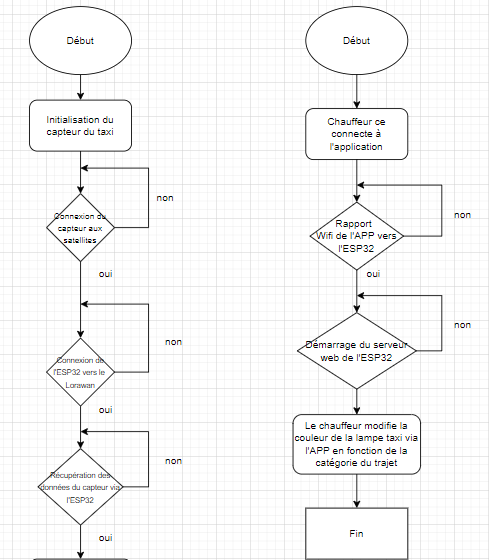 Début
Initialisation du
capteur du taxi
non
Connexion du
capteur aux
satellites
oui
non
Connexion de
l'ESP32 vers le
Lorawan
oui
non
Récupération des
données du capteur via
l'ESP32
oui
Début
Chauffeur ce
connecte à
l'application
non
Rapport
Wifi de l'APP vers
l'ESP32
oui
non
Démarrage du serveur
web de l'ESP32
Le chauffeur modifie la
couleur de la lampe taxi via
l'APP en fonction de la
catégorie du trajet
Fin